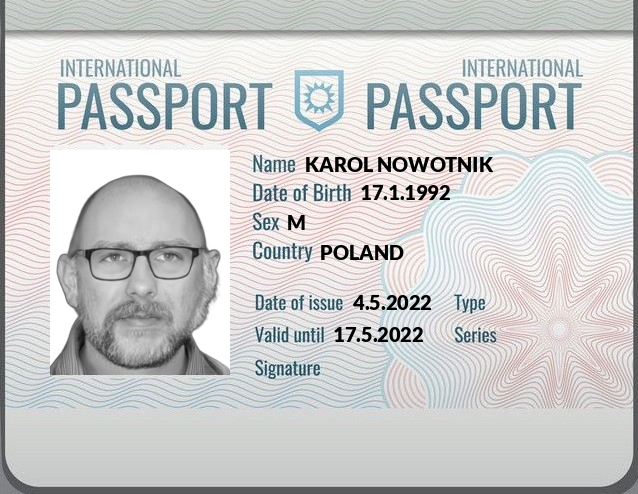 INTERNATIONAL INTERNATIONAL
PASSPORT PASSPORT
Name KAROL NOWOTNIK
Date of Birth 17.1.1992
Sex M
Country POLAND
Date of issue 4.5.2022 Type
Valid until 17.5.2022 Series
Signature